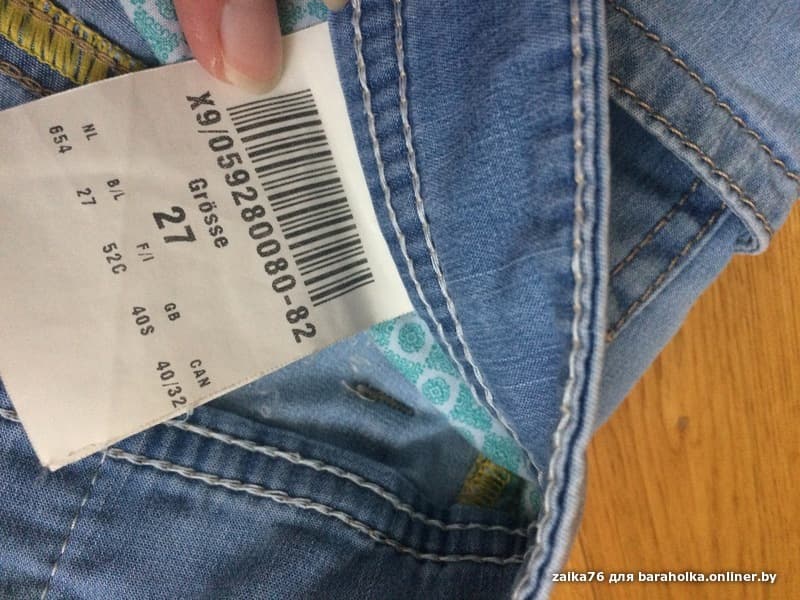 X9/059280080-82
Grösse
27
NL B/L F/I GB CAN
654 27 52C 40S 40/32
zaika76 для baraholka.onliner.by